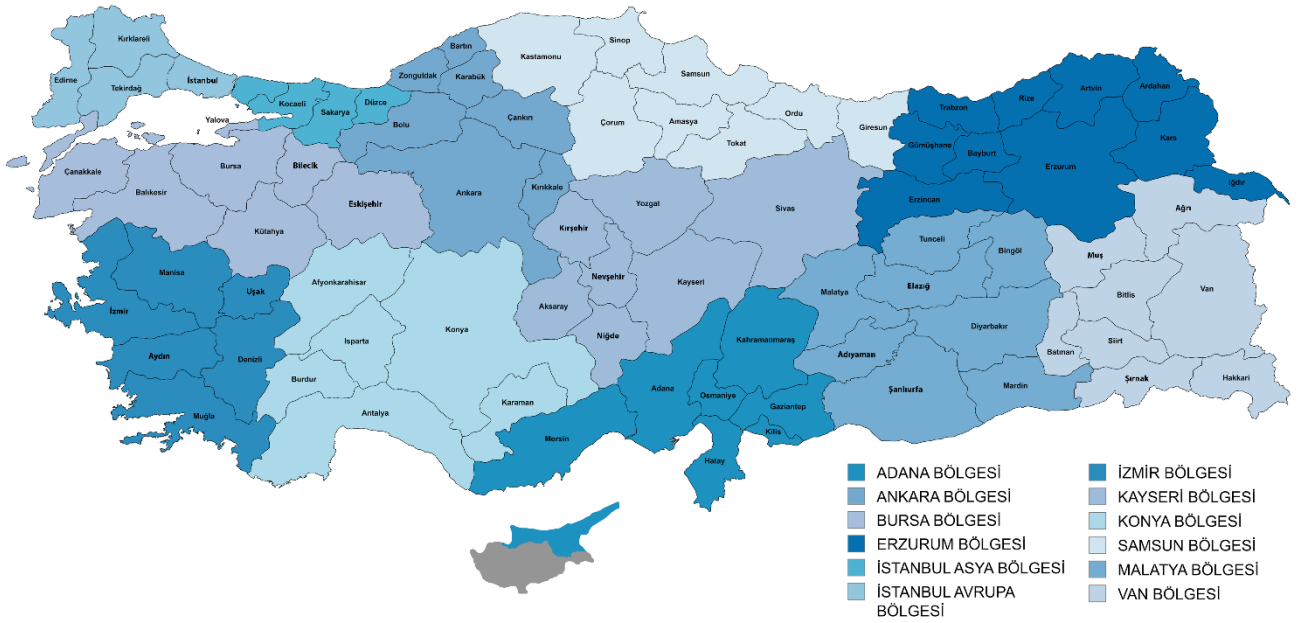 Bartın
Sinop
Kırklareli
Kastamonu
Zonguldak
Karabük
Samsun
Edirne
İstanbul
Tekirdağ
Kocaeli
Düzce
Sakarya
Yalova
Bolu
Çankırı
Çorum
Amasya
Ordu
Tokat
Giresun
Trabzon
Rize
Artvin
Ardahan
Kars
Gümüşhane
Bayburt
Erzurum
Iğdır
Erzincan
Çanakkale
Bursa
Bilecik
Balıkesir
Eskişehir
Ankara
Kırıkkale
Kütahya
Yozgat
Sivas
Kırşehir
Ağrı
Tunceli
Bingöl
Muş
Manisa
Uşak
Afyonkarahisar
Nevşehir
Kayseri
Malatya
Elazığ
Bitlis
Van
İzmir
Aksaray
Konya
Isparta
Niğde
Kahramanmaraş
Diyarbakır
Siirt
Batman
Aydın
Denizli
Adıyaman
Burdur
Şanlıurfa
Mardin
Şırnak
Hakkari
Adana
Osmaniye
Gaziantep
Karaman
Muğla
Antalya
Mersin
Kilis
Hatay
ADANA BÖLGESİ
ANKARA BÖLGESİ
BURSA BÖLGESİ
ERZURUM BÖLGESİ
İSTANBUL ASYA BÖLGESİ
İSTANBUL AVRUPA
BÖLGESİ
İZMİR BÖLGESİ
KAYSERİ BÖLGESİ
KONYA BÖLGESİ
SAMSUN BÖLGESİ
MALATYA BÖLGESİ
VAN BÖLGESİ